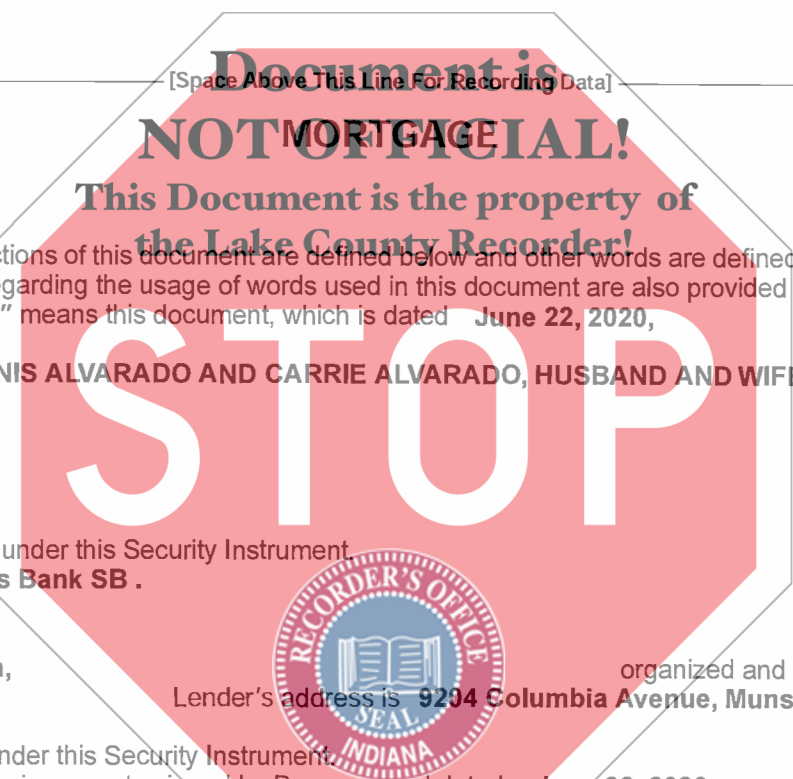 Document is
[Space Above This Line For Recording Data]
NOT OFFICIAL!
MORTGAGE
This Document is the property of
the Lake County Recorder!
ctions of this document are defined below and other words are defined
egarding the usage of words used in this document are also provided
" means this document, which is dated June 22, 2020,
NIS ALVARADO AND CARRIE ALVARADO, HUSBAND AND WIFE
STOP
under this Security Instrument.
s Bank SB .
RECORDER'S OFFICE
SEAL
INDIANA
organized and
Lender's address is 9204 Columbia Avenue, Muns
nder this Security Instrument.